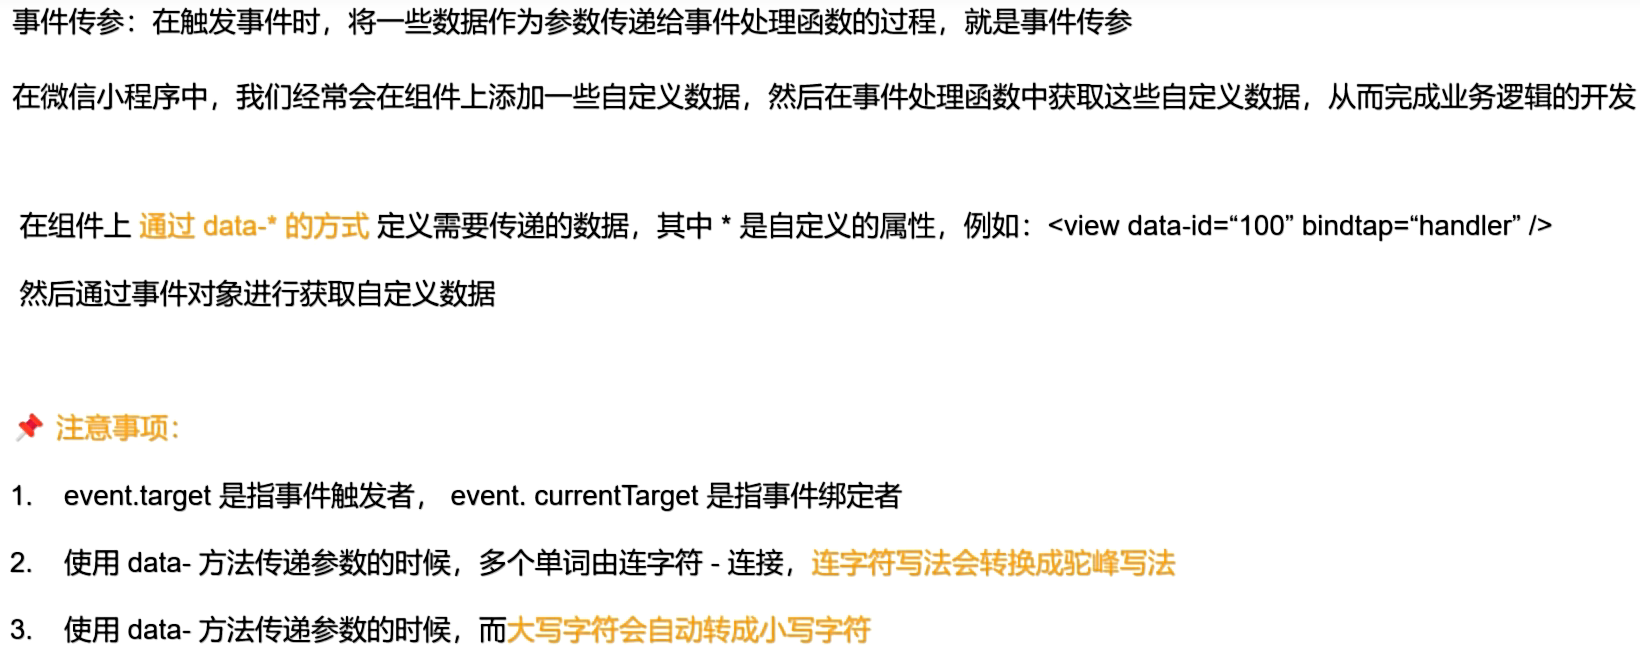 事件传参：在触发事件时，将一些数据作为参数传递给事件处理函数的过程，就是事件传参
在微信小程序中，我们经常会在组件上添加一些自定义数据，然后在事件处理函数中获取这些自定义数据，从而完成业务逻辑的开发
在组件上 通过 data-* 的方式 定义需要传递的数据，其中 * 是自定义的属性，例如：<view data-id=“100” bindtap=“handler” />
然后通过事件对象进行获取自定义数据
📌 注意事项：
1. event.target 是指事件触发者， event. currentTarget 是指事件绑定者
2. 使用 data- 方法传递参数的时候，多个单词由连字符 - 连接，连字符写法会转换成驼峰写法
3. 使用 data- 方法传递参数的时候，而大写字符会自动转成小写字符